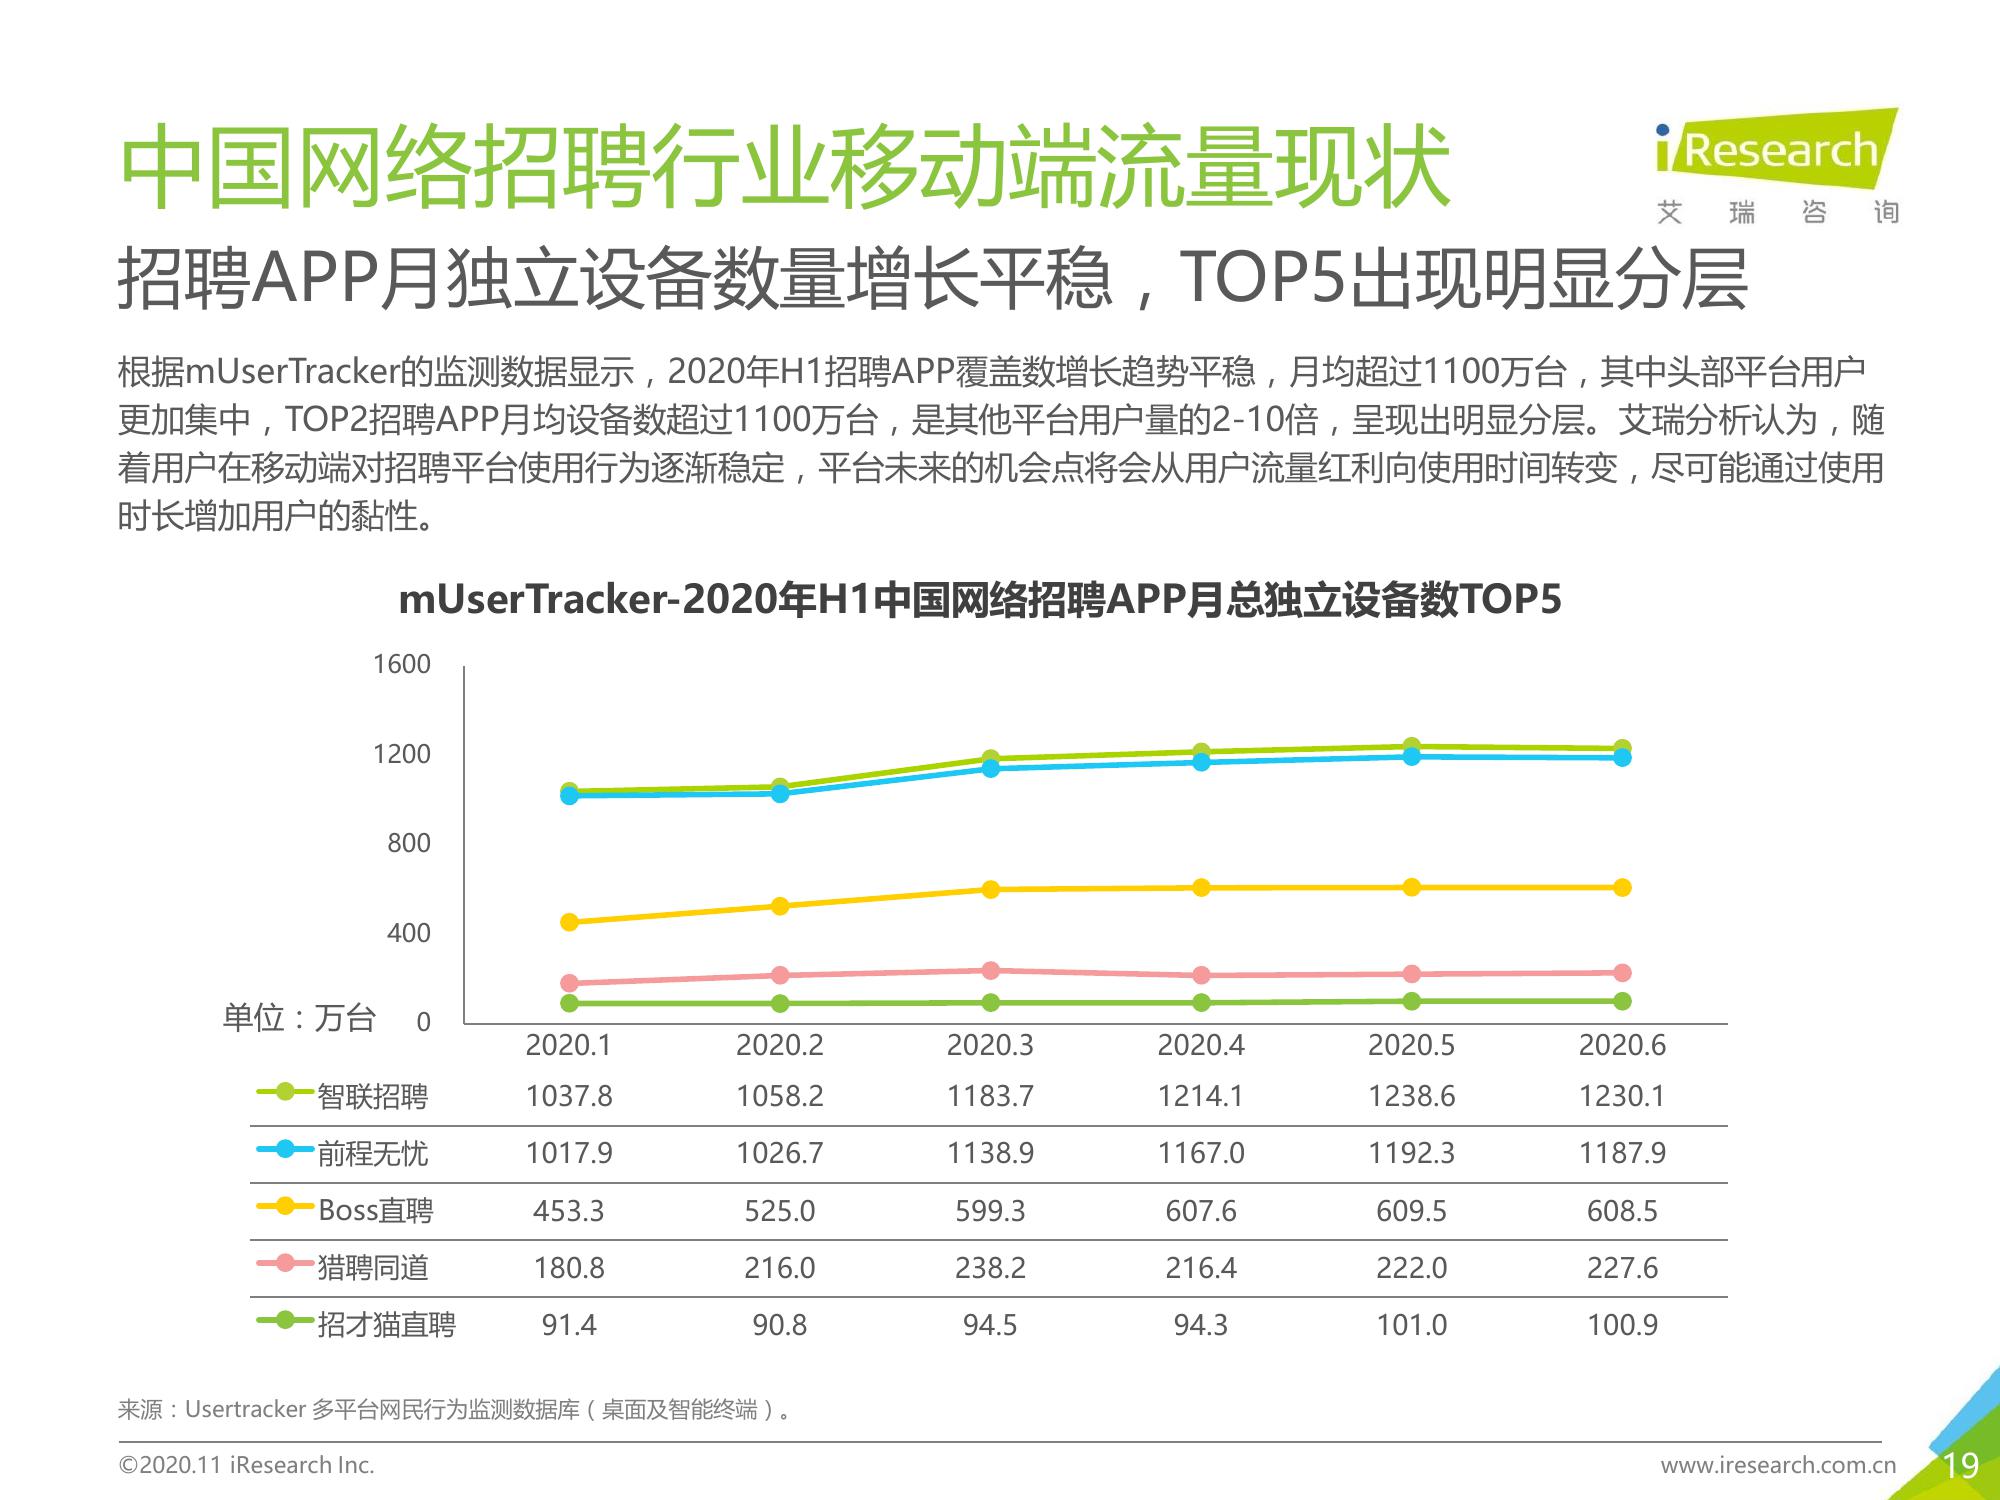 中国网络招聘行业移动端流量现状
iResearch
艾瑞咨询
招聘APP月独立设备数量增长平稳，TOP5出现明显分层
根据mUserTracker的监测数据显示，2020年H1招聘APP覆盖数增长趋势平稳，月均超过1100万台，其中头部平台用户
更加集中，TOP2招聘APP月均设备数超过1100万台，是其他平台用户量的2-10倍，呈现出明显分层。艾瑞分析认为，随
着用户在移动端对招聘平台使用行为逐渐稳定，平台未来的机会点将会从用户流量红利向使用时间转变，尽可能通过使用
时长增加用户的黏性。
mUserTracker-2020年H1中国网络招聘APP月总独立设备数TOP5
1600
1200
800
400
单位：万台 0
2020.1 2020.2 2020.3 2020.4 2020.5 2020.6
智联招聘 1037.8 1058.2 1183.7 1214.1 1238.6 1230.1
前程无忧 1017.9 1026.7 1138.9 1167.0 1192.3 1187.9
Boss直聘 453.3 525.0 599.3 607.6 609.5 608.5
猎聘同道 180.8 216.0 238.2 216.4 222.0 227.6
招才猫直聘 91.4 90.8 94.5 94.3 101.0 100.9
来源：Usertracker 多平台网民行为监测数据库（桌面及智能终端）。
©2020.11 iResearch Inc. www.iresearch.com.cn 19